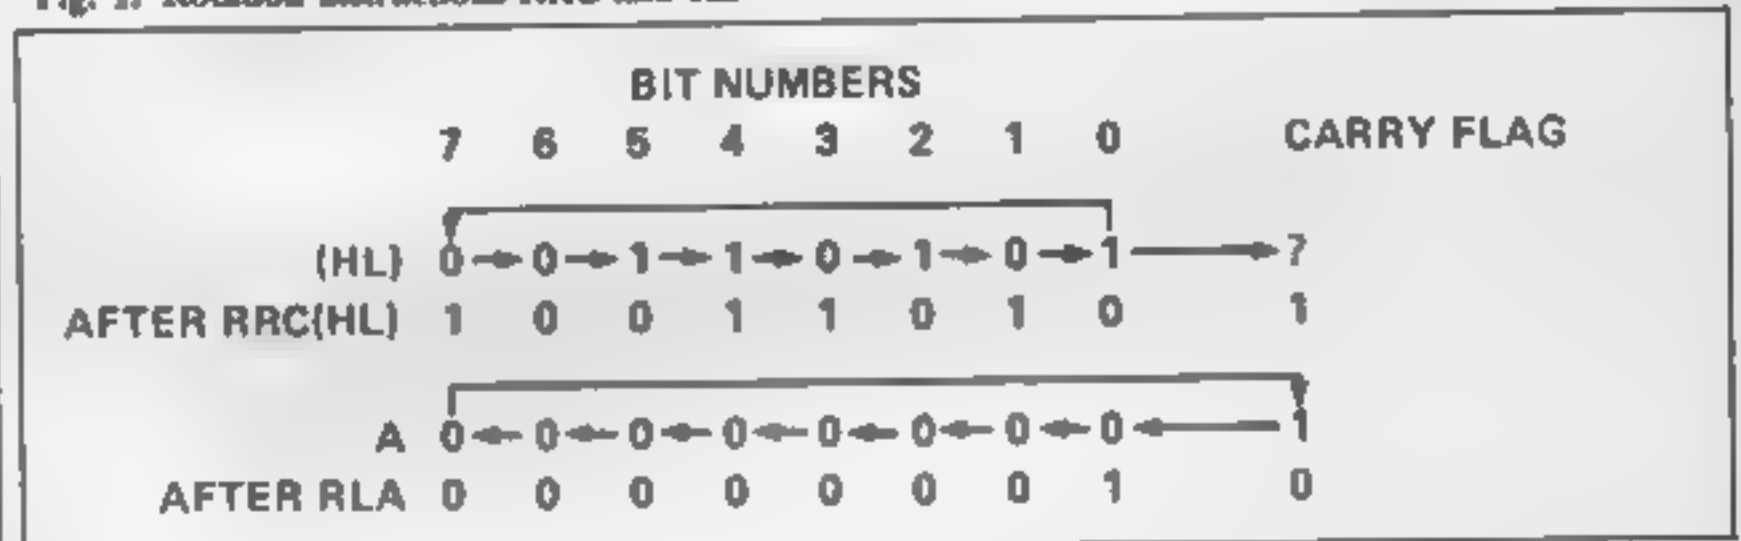 BIT NUMBERS
7 6 5 4 3 2 1 0 CARRY FLAG
(HL) 0 0 1 1 0 1 0 1 ?
AFTER RRC(HL) 1 0 0 1 1 0 1 0 1
A 0 0 0 0 0 0 0 0 1
AFTER RLA 0 0 0 0 0 0 0 1 0